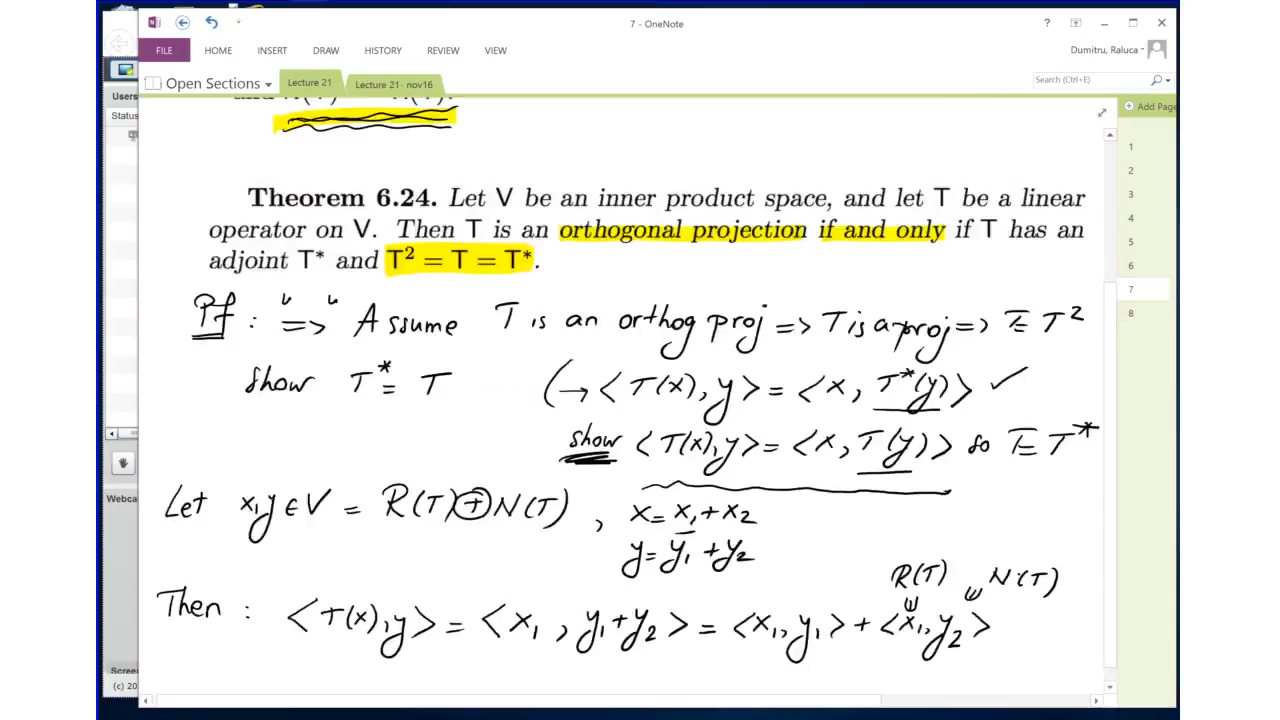 7 - OneNote
FILE HOME INSERT DRAW HISTORY REVIEW VIEW
Dumitru, Raluca
Open Sections Lecture 21 Lecture 21- nov16
Search (Ctrl+E)
Users
Status
Add Page
1
2
3
4
5
6
7
8
Theorem 6.24. Let V be an inner product space, and let T be a linear
operator on V. Then T is an orthogonal projection if and only if T has an
adjoint T* and T² = T = T*.
Pf : "=>" Assume T is an orthog proj => T is a proj => T = T²
show T* = T (→ <T(x), y> = <x, T*(y)> ✓
show <T(x), y> = <x, T(y)> so T = T*
Let x, y ∈ V = R(T) ⊕ N(T) , x = x₁ + x₂
y = y₁ + y₂
R(T) N(T)
Then : <T(x), y> = <x₁, y₁+y₂> = <x₁, y₁> + <x₁, y₂>
Webca
Screen
(c) 20